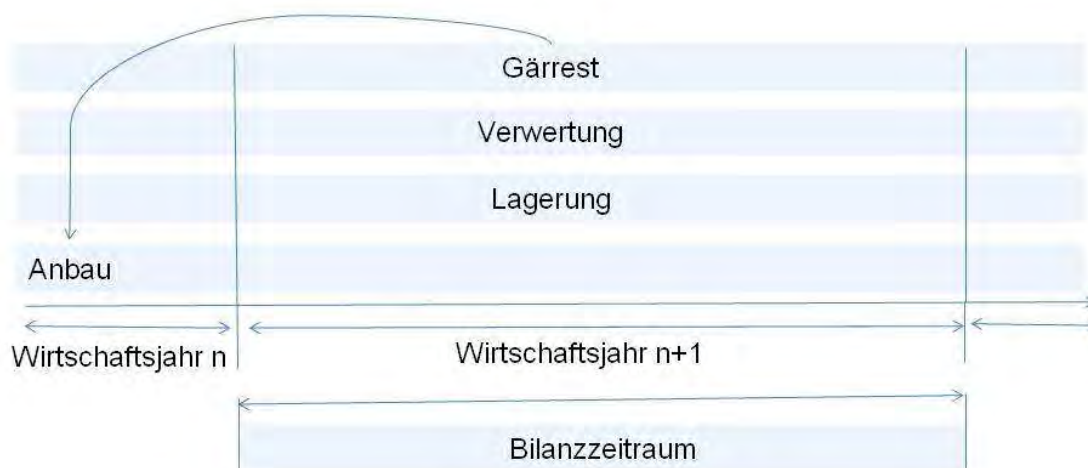 Gärrest
Verwertung
Lagerung
Anbau
Wirtschaftsjahr n
Wirtschaftsjahr n+1
Bilanzzeitraum